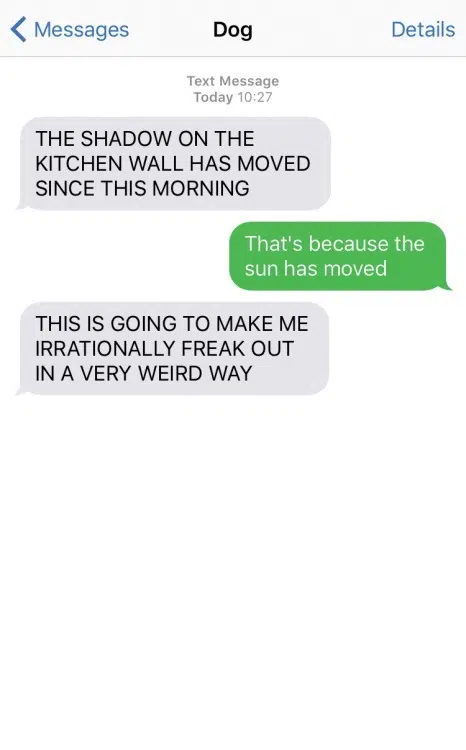 Messages Dog Details
Text Message
Today 10:27
THE SHADOW ON THE
KITCHEN WALL HAS MOVED
SINCE THIS MORNING
That's because the
sun has moved
THIS IS GOING TO MAKE ME
IRRATIONALLY FREAK OUT
IN A VERY WEIRD WAY